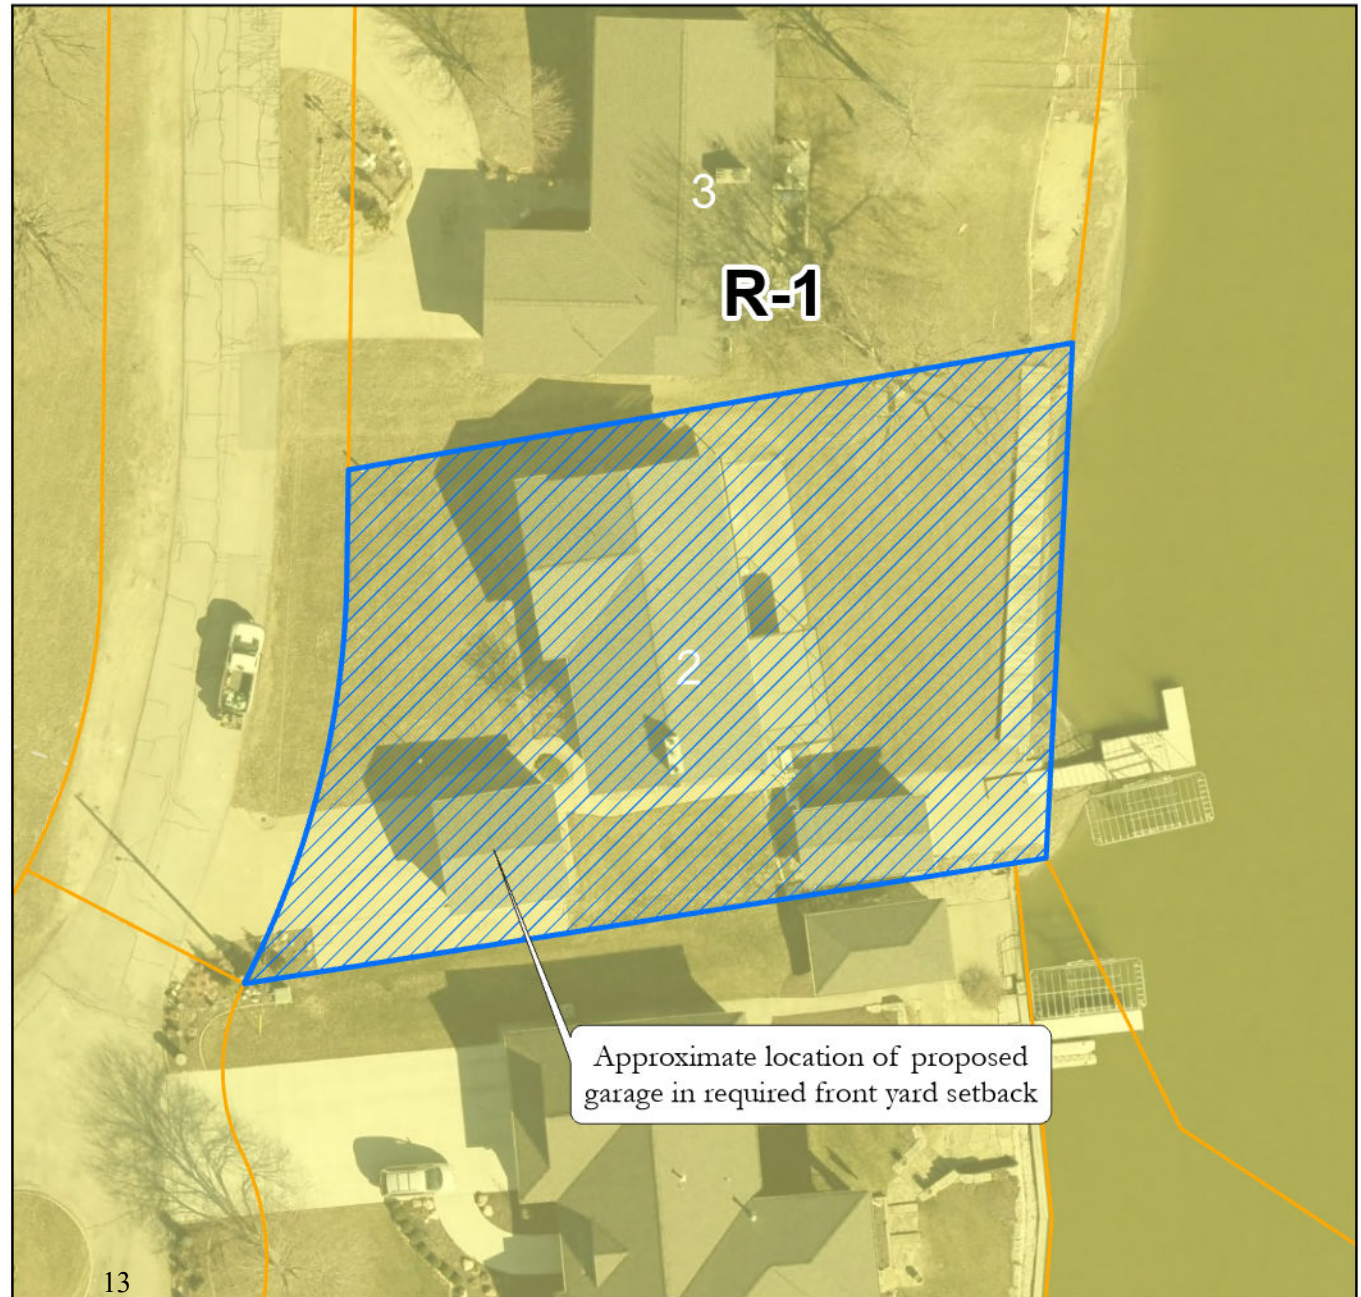 3
R-1
2
Approximate location of proposed
garage in required front yard setback
13